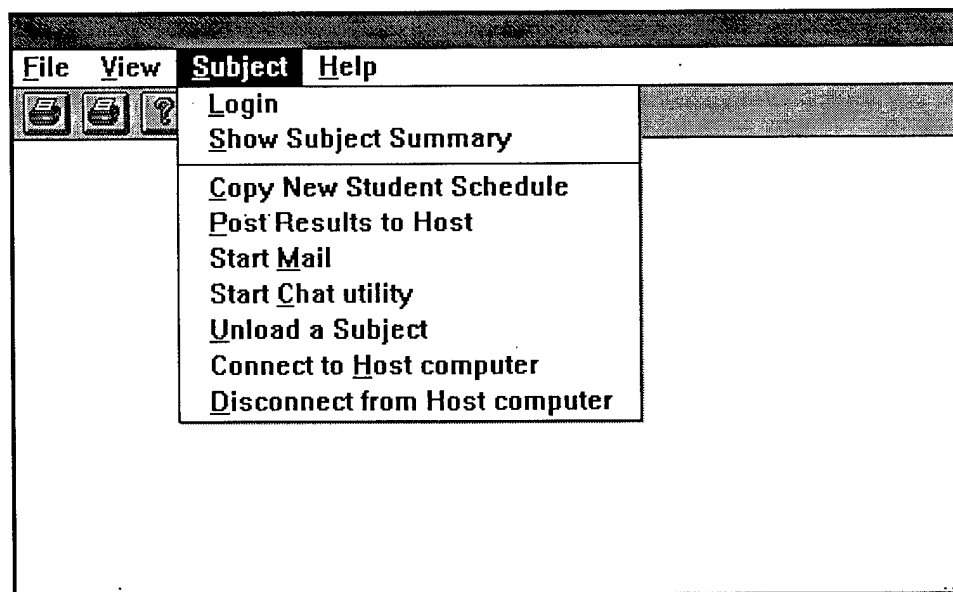 File View Subject Help
?
Login
Show Subject Summary
Copy New Student Schedule
Post Results to Host
Start Mail
Start Chat utility
Unload a Subject
Connect to Host computer
Disconnect from Host computer